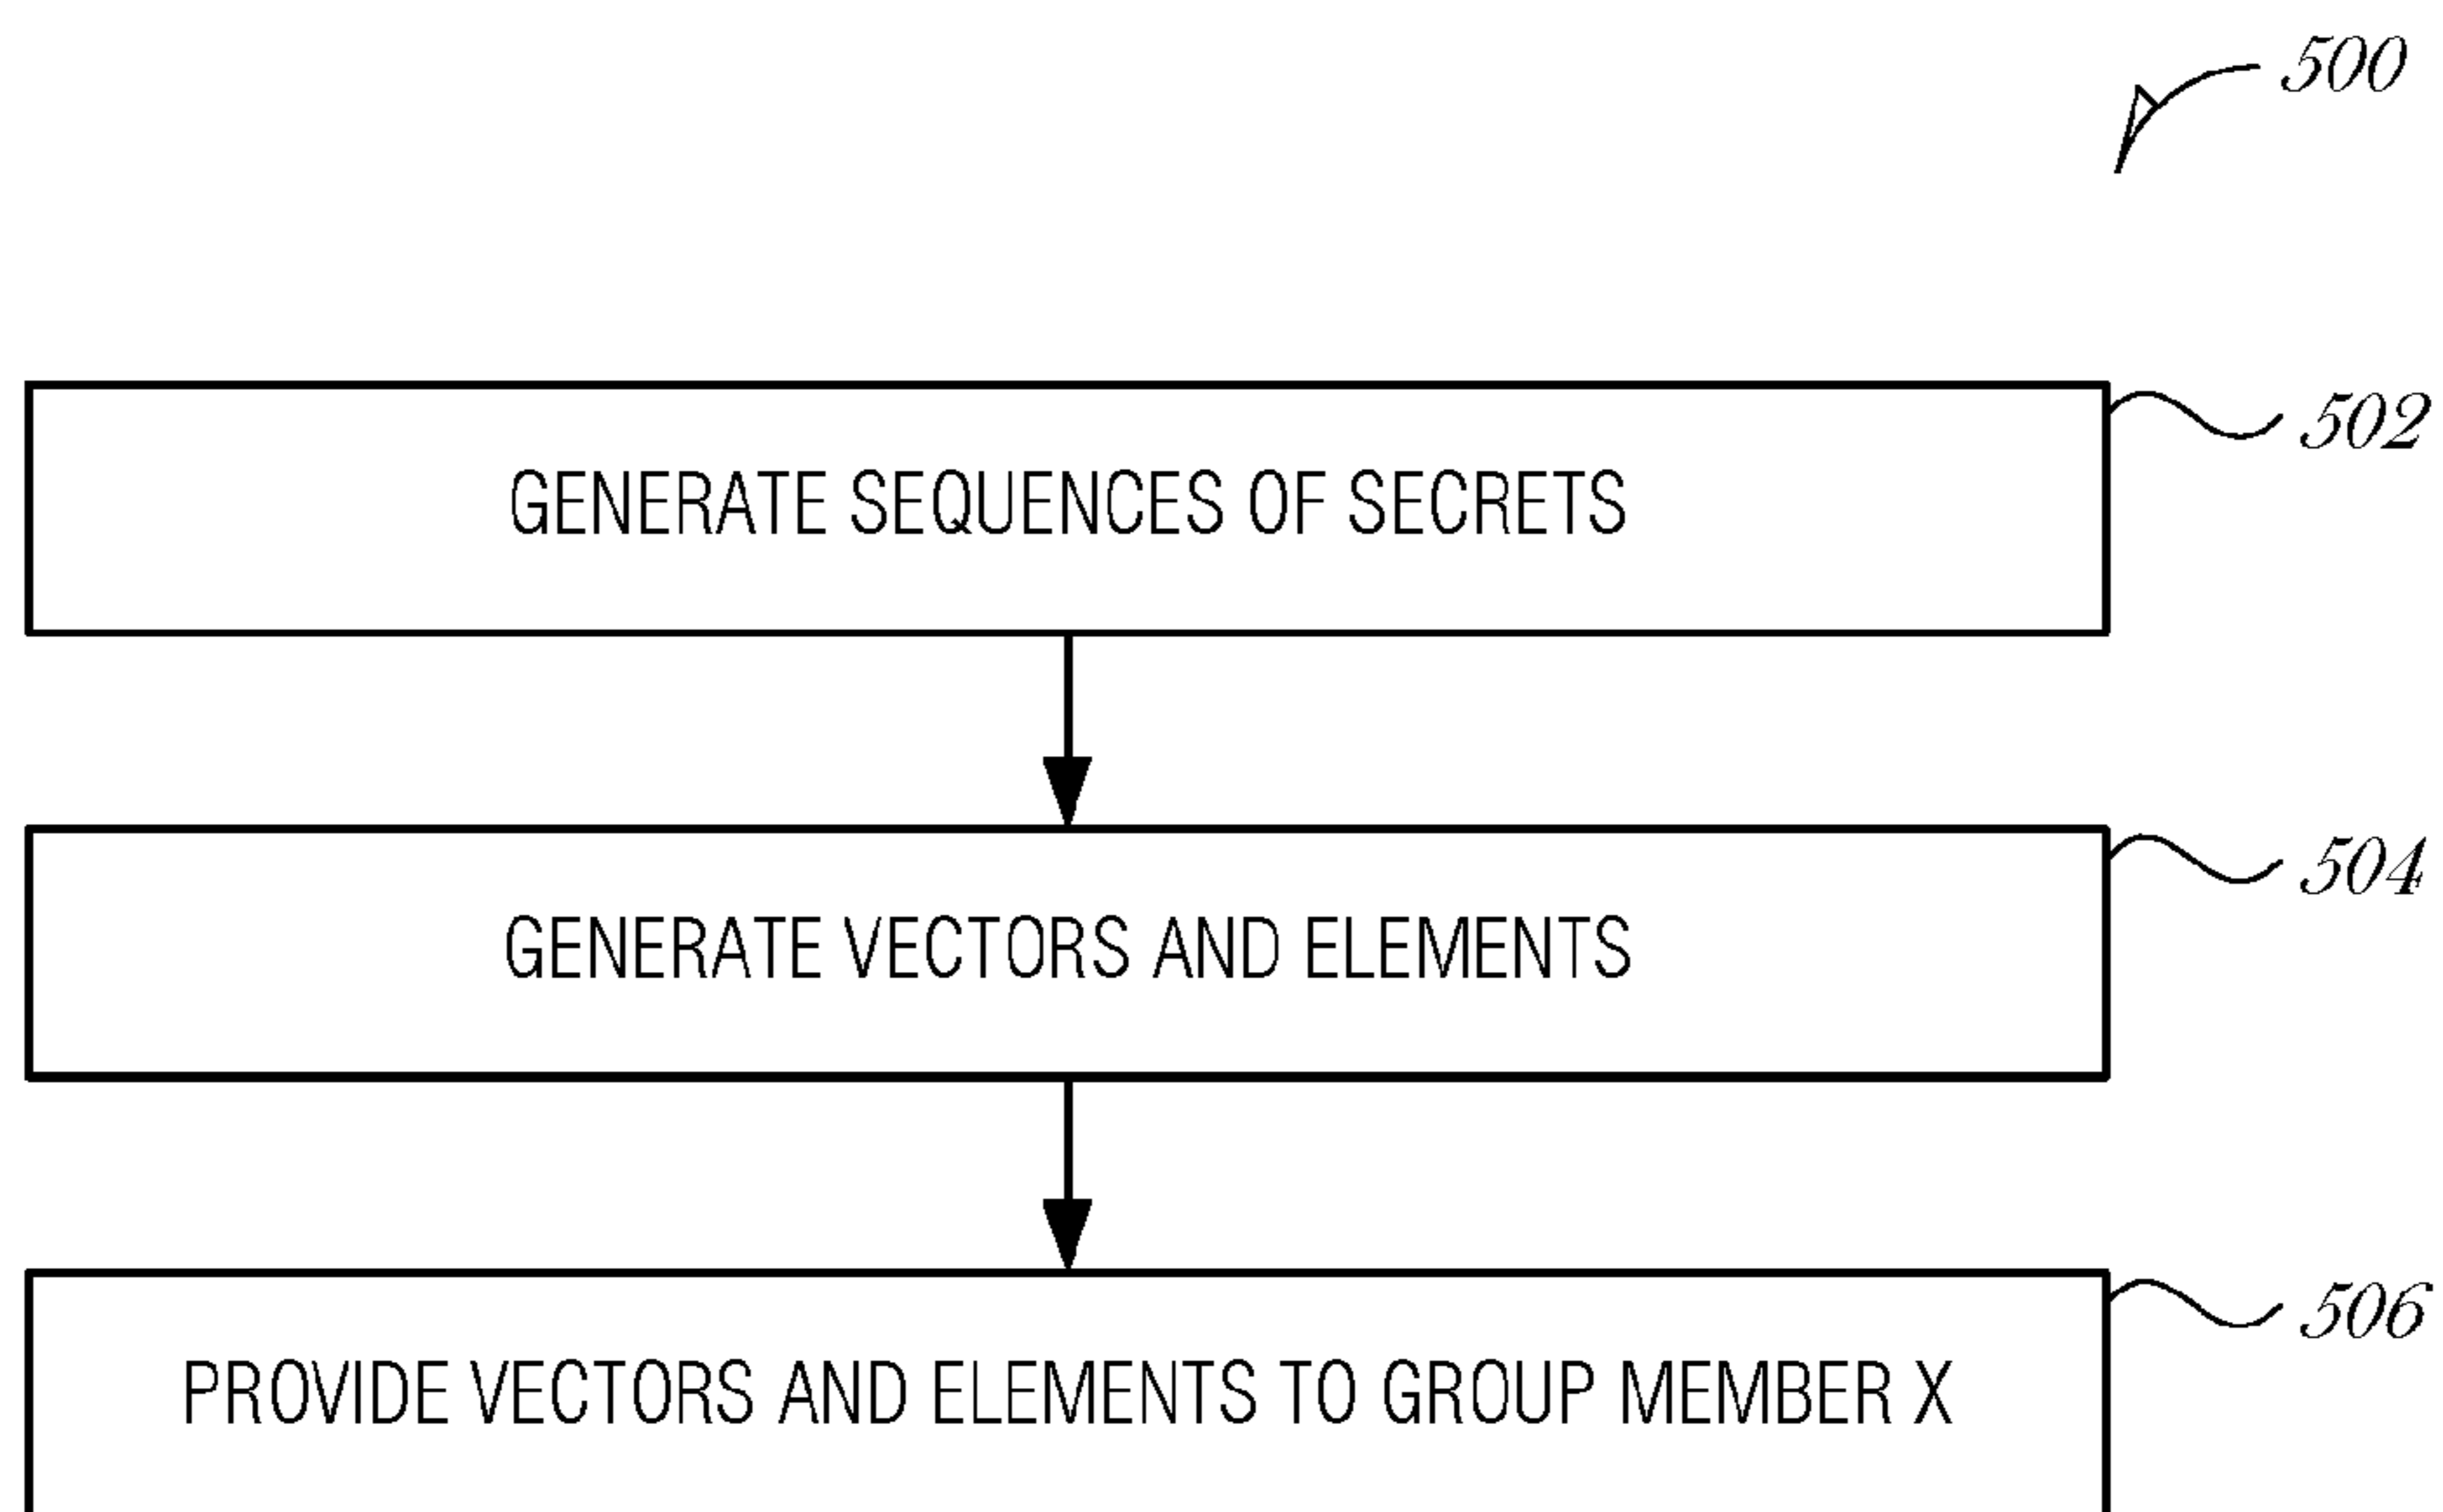 500
502
GENERATE SEQUENCES OF SECRETS
504
GENERATE VECTORS AND ELEMENTS
506
PROVIDE VECTORS AND ELEMENTS TO GROUP MEMBER X